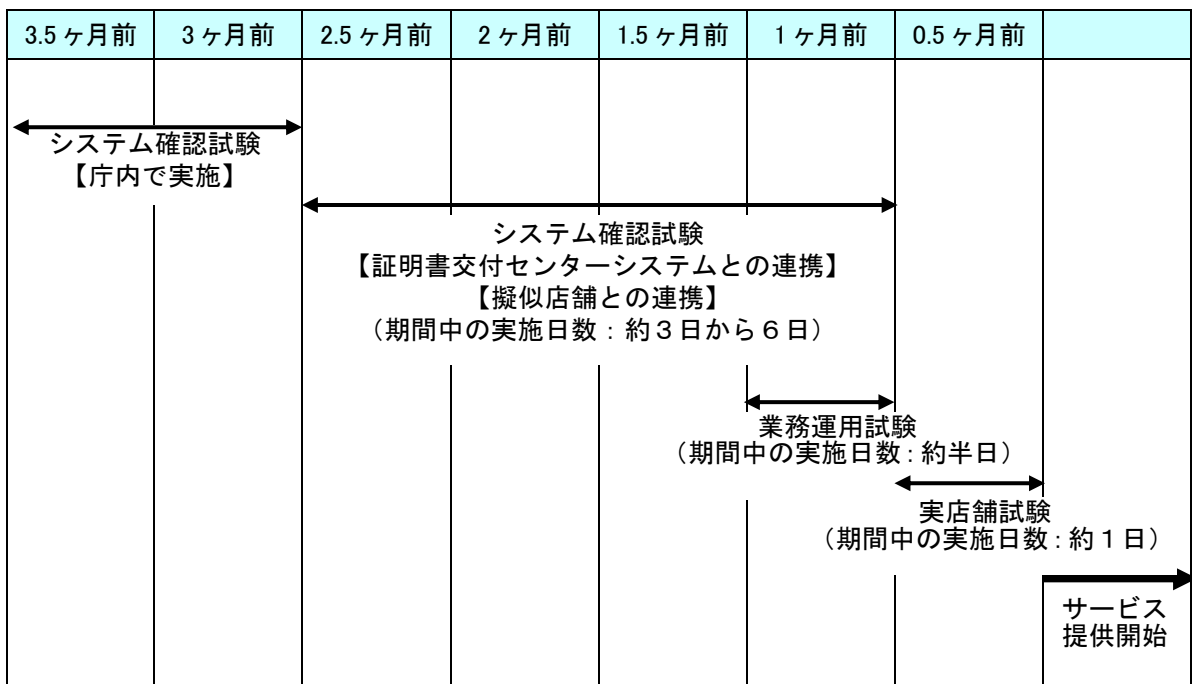 3.5ヶ月前
3ヶ月前
2.5ヶ月前
2ヶ月前
1.5ヶ月前
1ヶ月前
0.5ヶ月前
システム確認試験
【庁内で実施】
システム確認試験
【証明書交付センターシステムとの連携】
【擬似店舗との連携】
（期間中の実施日数：約３日から６日）
業務運用試験
（期間中の実施日数：約半日）
実店舗試験
（期間中の実施日数：約１日）
サービス
提供開始